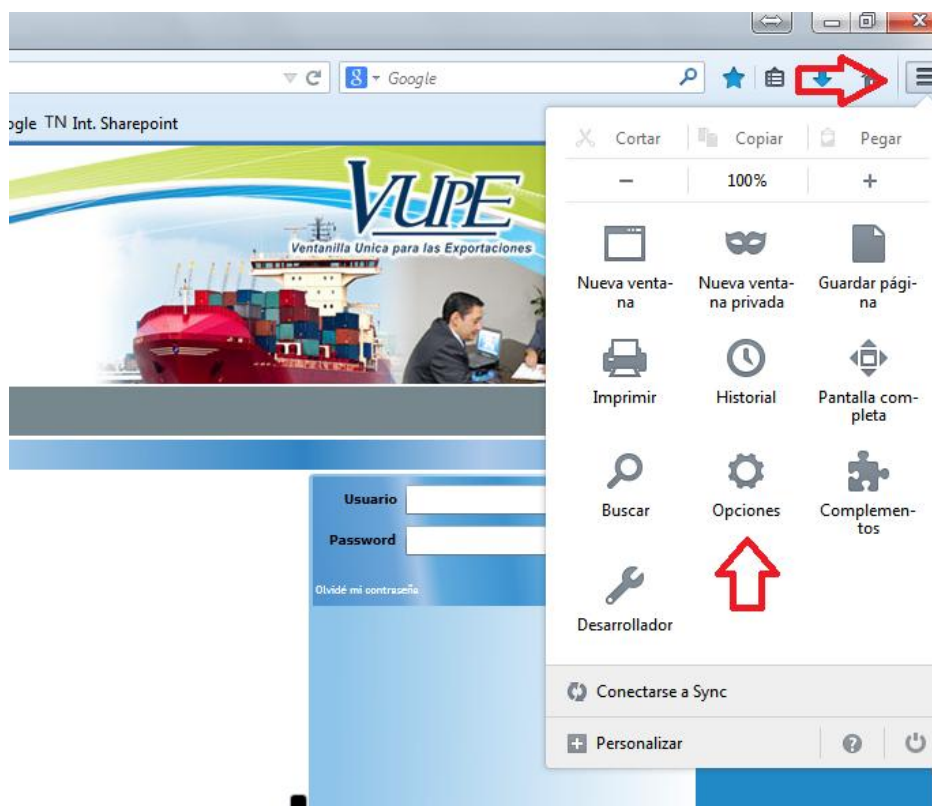 Google
ogle TN Int. Sharepoint
VUPE
Ventanilla Unica para las Exportaciones
Usuario
Password
Olvidé mi contraseña
Cortar Copiar Pegar
− 100% +
Nueva venta-
na
Nueva venta-
na privada
Guardar pági-
na
Imprimir
Historial
Pantalla com-
pleta
Buscar
Opciones
Complemen-
tos
Desarrollador
Conectarse a Sync
Personalizar